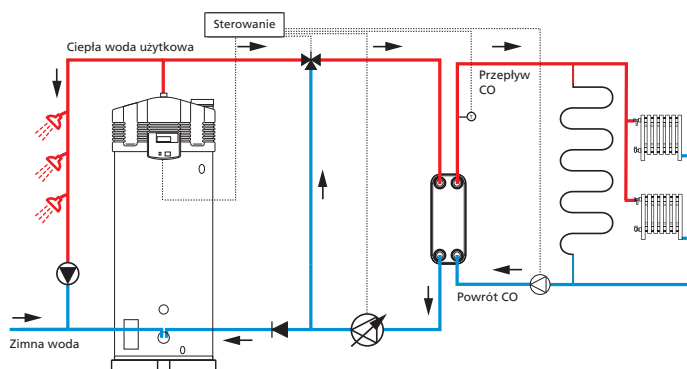 Sterowanie
Ciepła woda użytkowa
Przepływ
CO
T
Powrót CO
Zimna woda